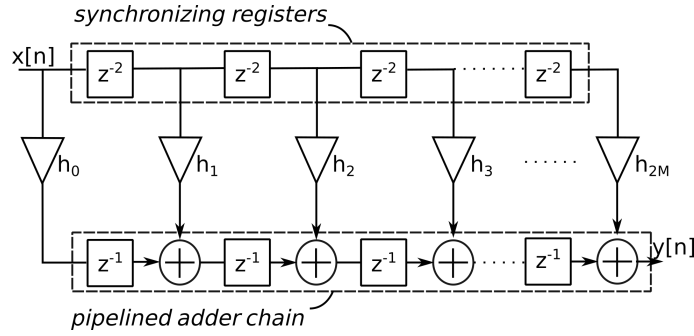 synchronizing registers
x[n]
z⁻² z⁻² z⁻² z⁻²
h₀ h₁ h₂ h₃ h₂ₘ
z⁻¹ z⁻¹ z⁻¹ z⁻¹
y[n]
pipelined adder chain